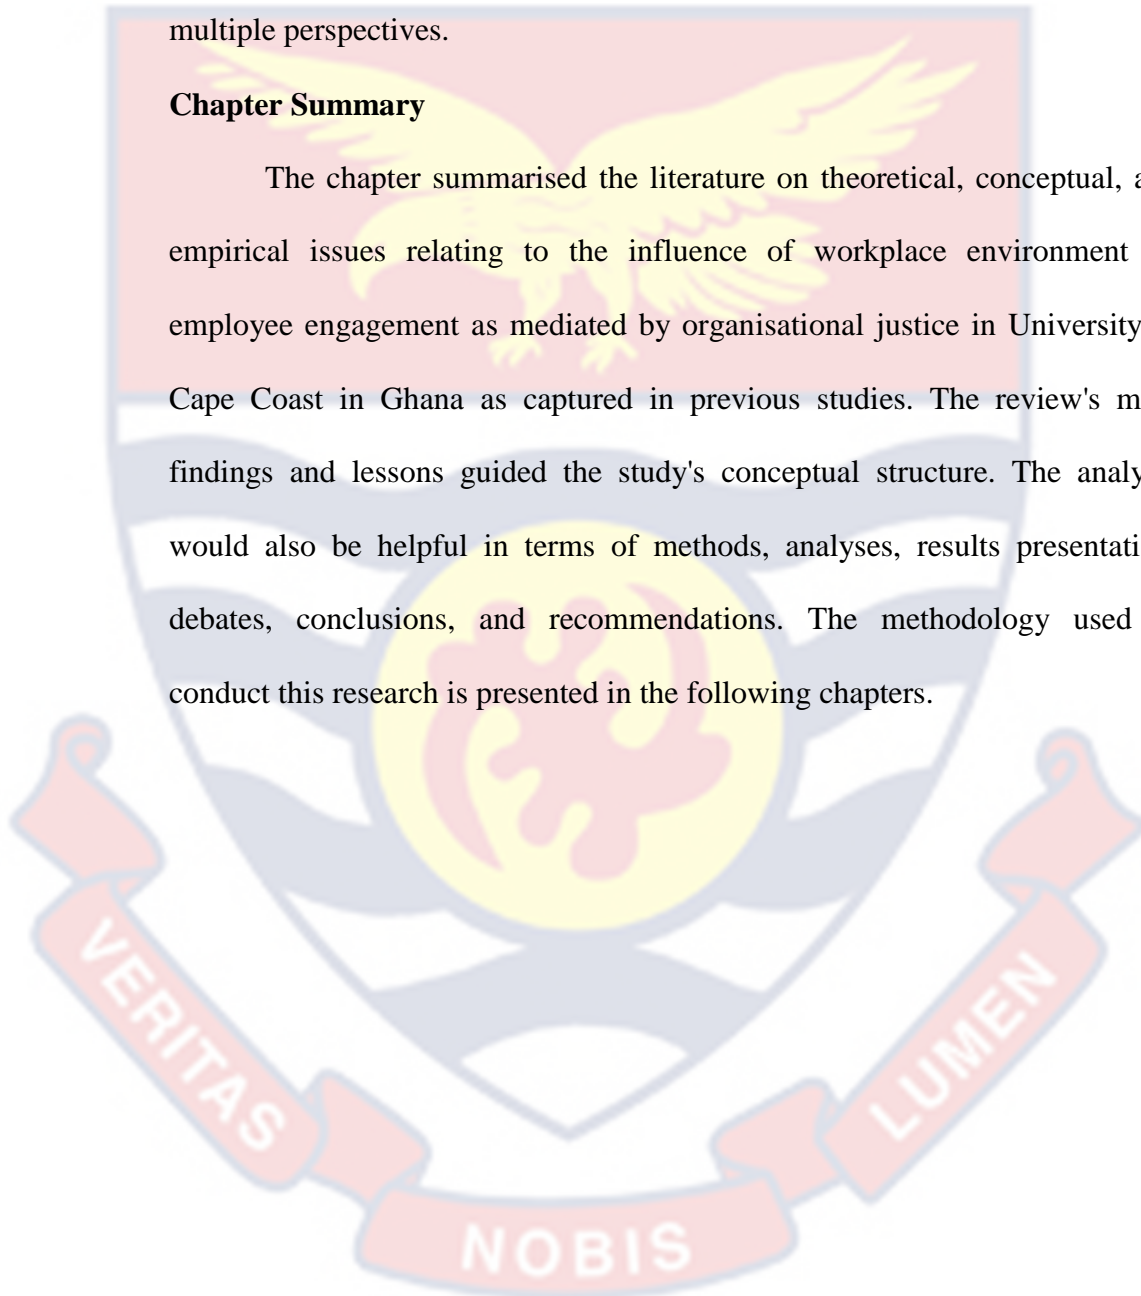 multiple perspectives.
Chapter Summary
The chapter summarised the literature on theoretical, conceptual, a
empirical issues relating to the influence of workplace environment
employee engagement as mediated by organisational justice in University
Cape Coast in Ghana as captured in previous studies. The review's m
findings and lessons guided the study's conceptual structure. The analy
would also be helpful in terms of methods, analyses, results presentati
debates, conclusions, and recommendations. The methodology used
conduct this research is presented in the following chapters.
VERITAS
NOBIS
LUMEN